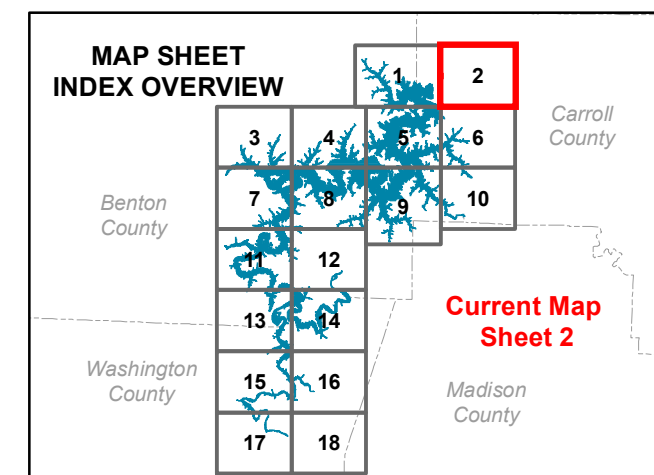 MAP SHEET
INDEX OVERVIEW
1
2
Carroll
County
3
4
5
6
Benton
County
7
8
9
10
11
12
Current Map
Sheet 2
13
14
Washington
County
15
16
Madison
County
17
18